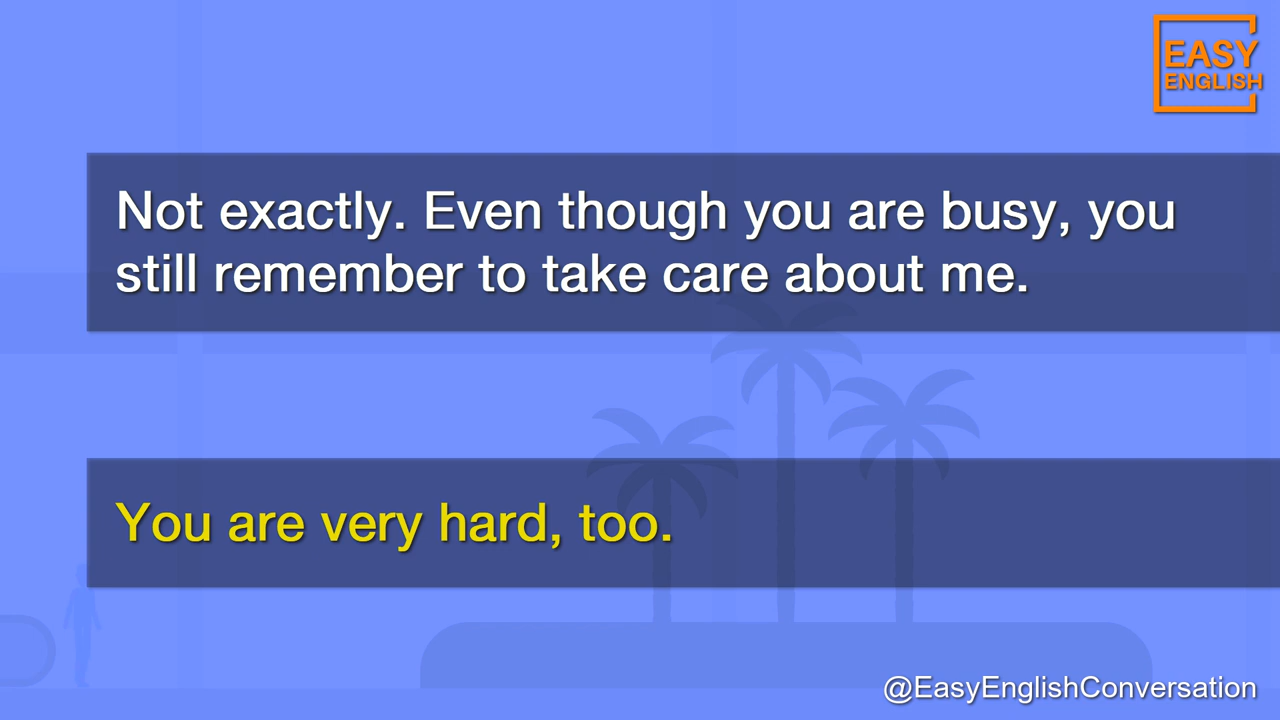 EASY
ENGLISH
Not exactly. Even though you are busy, you
still remember to take care about me.
You are very hard, too.
@EasyEnglishConversation